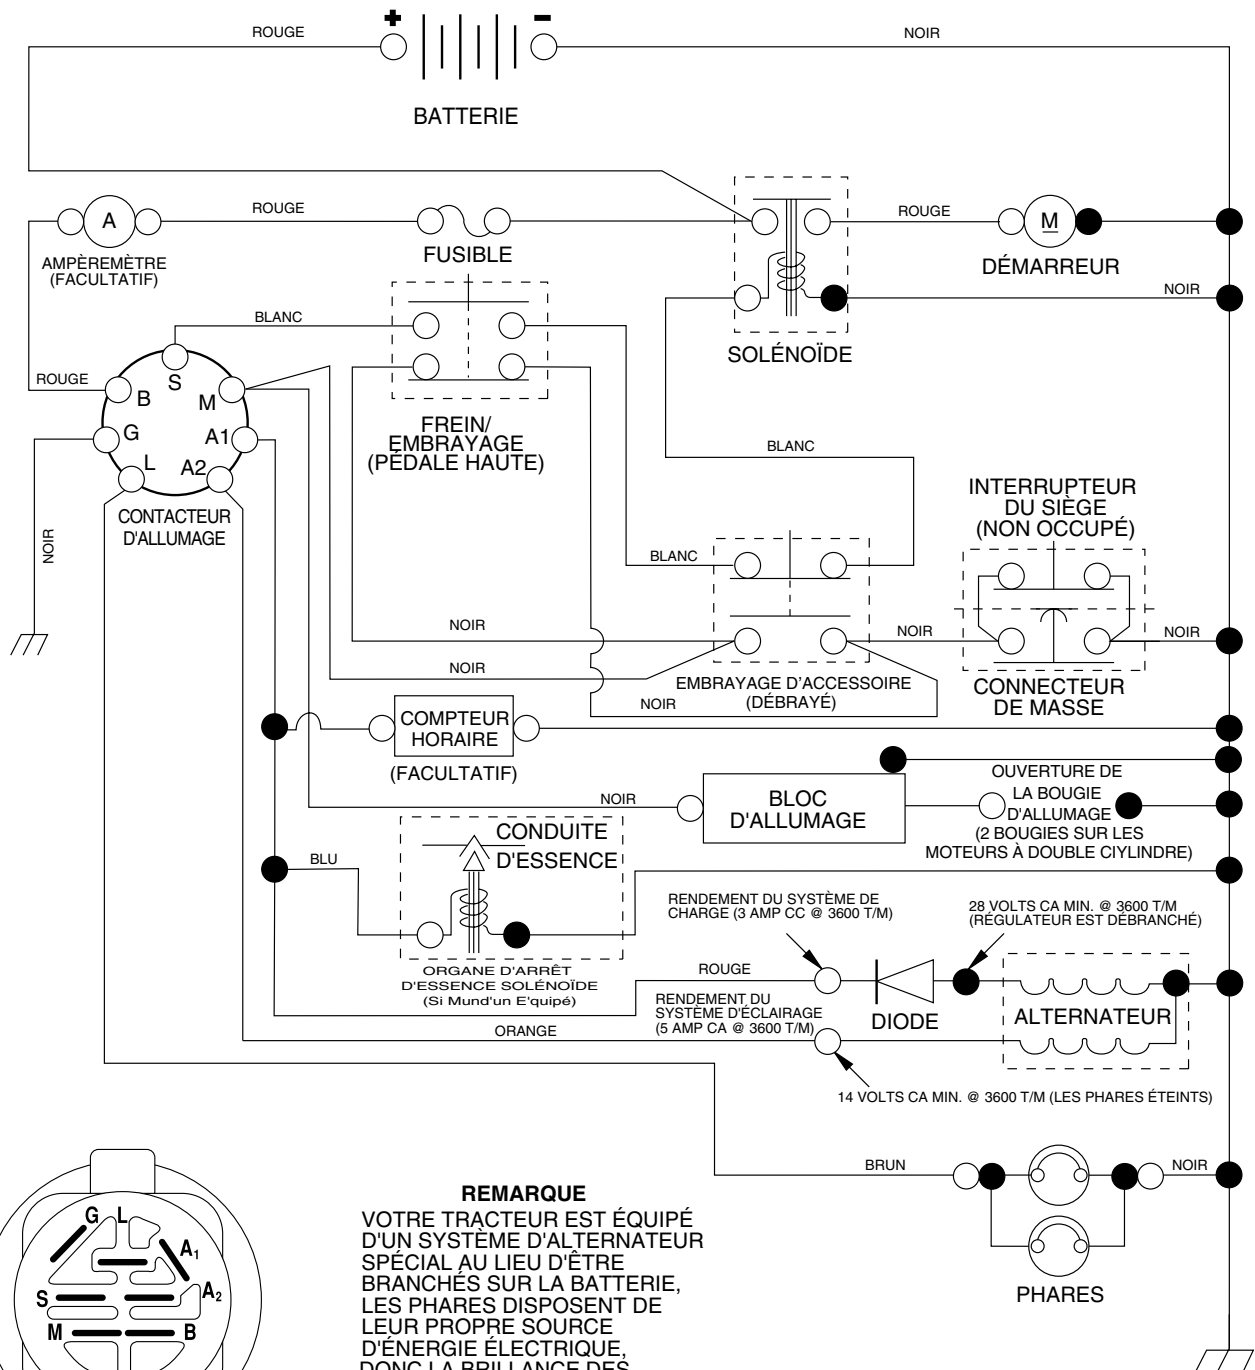 + -
ROUGE
NOIR
BATTERIE
A
ROUGE
ROUGE
M
AMPÈREMÈTRE
(FACULTATIF)
FUSIBLE
DÉMARREUR
NOIR
BLANC
SOLÉNOÏDE
ROUGE
S
B
M
G
A1
L
A2
FREIN/
EMBRAYAGE
(PÉDALE HAUTE)
BLANC
CONTACTEUR
D'ALLUMAGE
NOIR
INTERRUPTEUR
DU SIÈGE
(NON OCCUPÉ)
BLANC
NOIR
NOIR
NOIR
NOIR
EMBRAYAGE D'ACCESSOIRE
(DÉBRAYÉ)
NOIR
CONNECTEUR
DE MASSE
COMPTEUR
HORAIRE
(FACULTATIF)
NOIR
BLOC
D'ALLUMAGE
OUVERTURE DE
LA BOUGIE
D'ALLUMAGE
(2 BOUGIES SUR LES
MOTEURS À DOUBLE CIYLINDRE)
CONDUITE
D'ESSENCE
BLU
ORGANE D'ARRÊT
D'ESSENCE SOLÉNOÏDE
(Si Mund'un E'quipé)
RENDEMENT DU SYSTÈME DE
CHARGE (3 AMP CC @ 3600 T/M)
28 VOLTS CA MIN. @ 3600 T/M
(RÉGULATEUR EST DÉBRANCHÉ)
ROUGE
RENDEMENT DU
SYSTÈME D'ÉCLAIRAGE
(5 AMP CA @ 3600 T/M)
DIODE
ALTERNATEUR
ORANGE
14 VOLTS CA MIN. @ 3600 T/M (LES PHARES ÉTEINTS)
BRUN
NOIR
PHARES
G
L
A1
A2
S
M
B
REMARQUE
VOTRE TRACTEUR EST ÉQUIPÉ
D'UN SYSTÈME D'ALTERNATEUR
SPÉCIAL AU LIEU D'ÊTRE
BRANCHÉS SUR LA BATTERIE,
LES PHARES DISPOSENT DE
LEUR PROPRE SOURCE
D'ÉNERGIE ÉLECTRIQUE,
DONC LA BRILLANCE DES